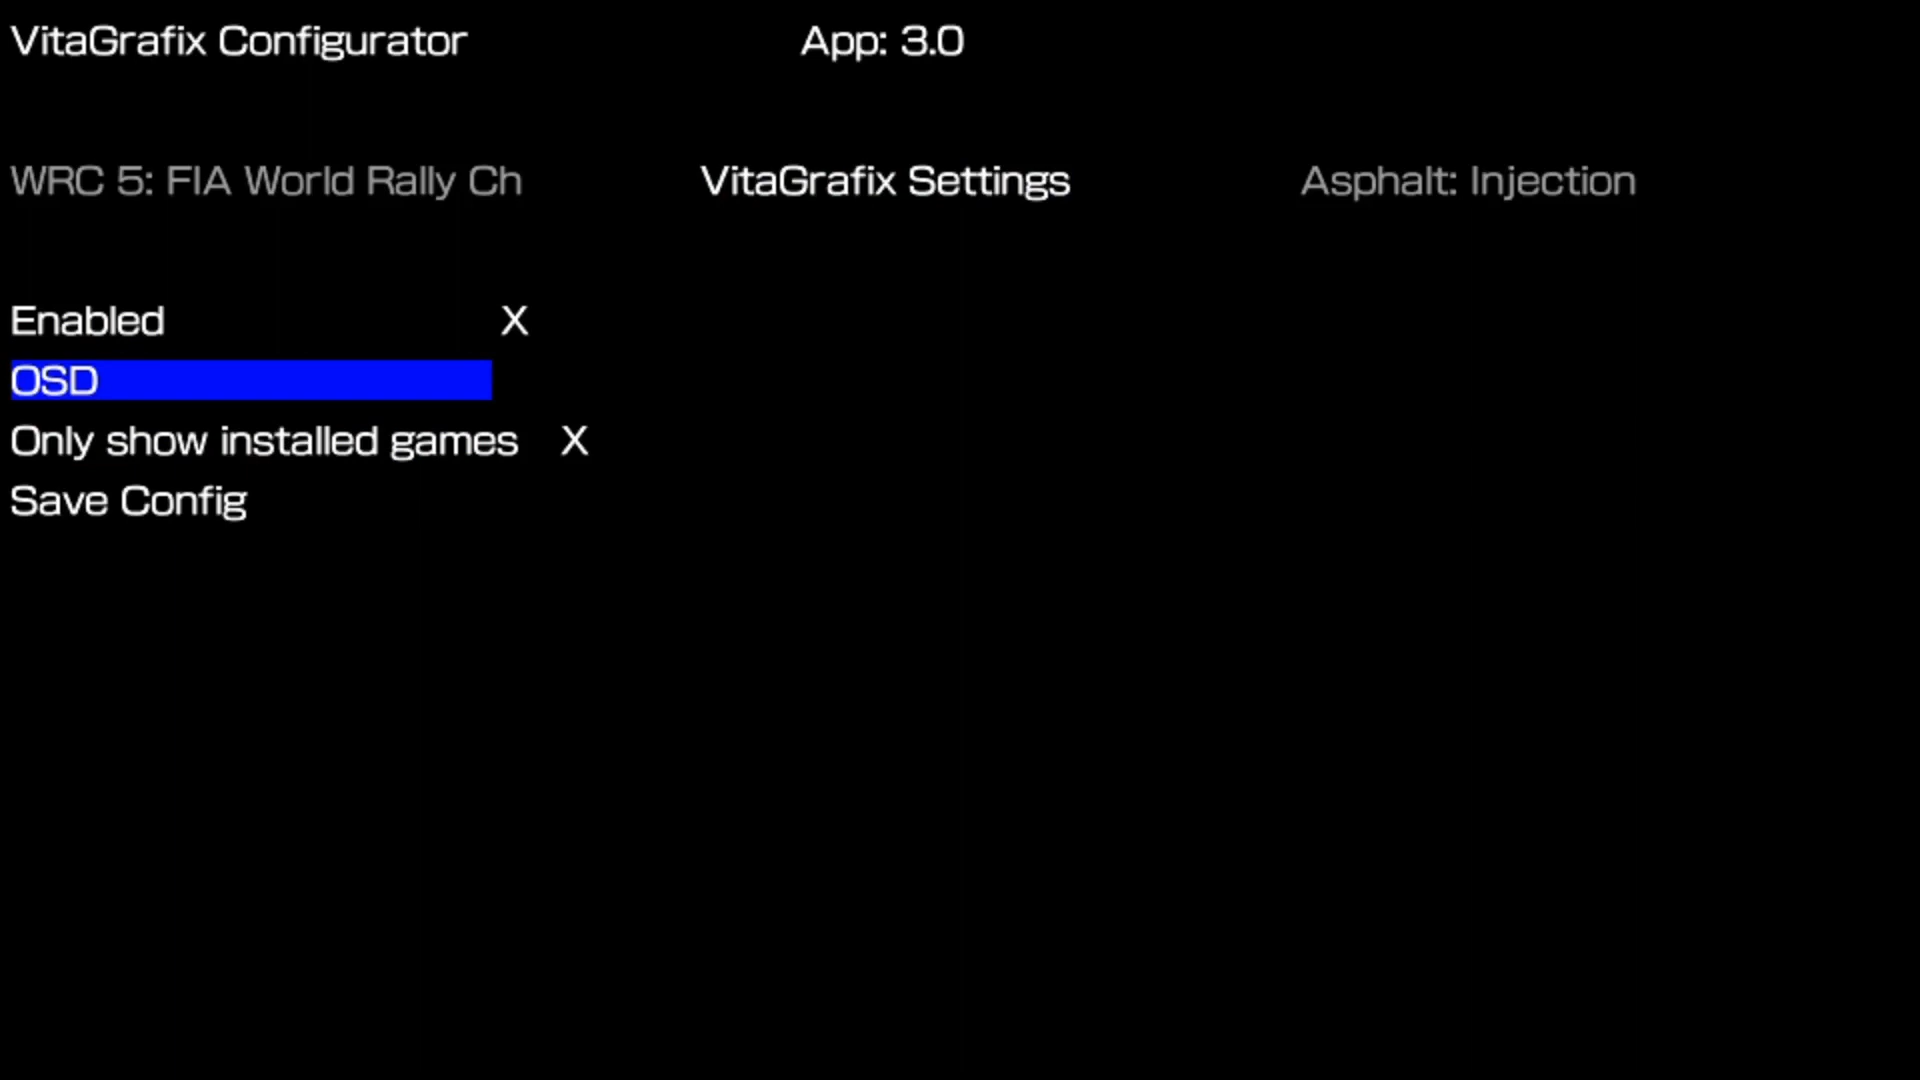 VitaGrafix Configurator App: 3.0
WRC 5: FIA World Rally Ch VitaGrafix Settings Asphalt: Injection
Enabled X
OSD
Only show installed games X
Save Config